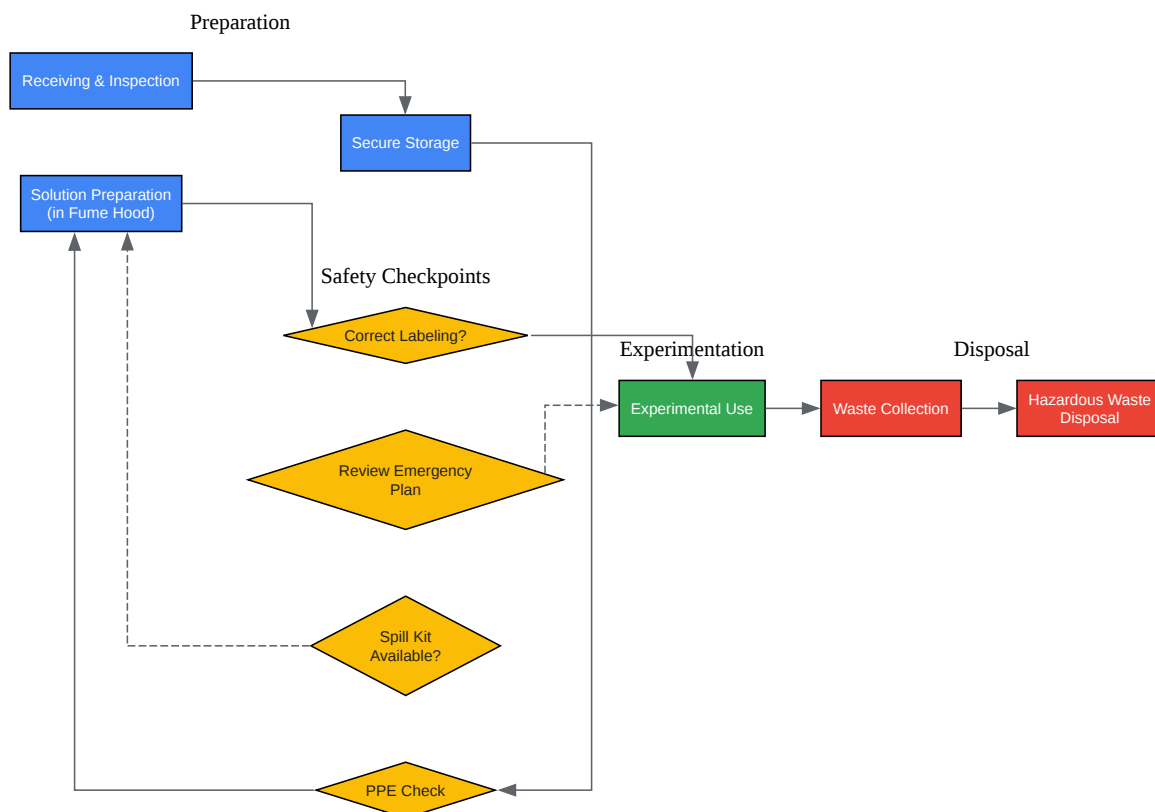 Preparation
Receiving & Inspection
Secure Storage
Solution Preparation
(in Fume Hood)
Safety Checkpoints
Correct Labeling?
Experimentation
Disposal
Experimental Use
Waste Collection
Hazardous Waste
Disposal
Review Emergency
Plan
Spill Kit
Available?
PPE Check